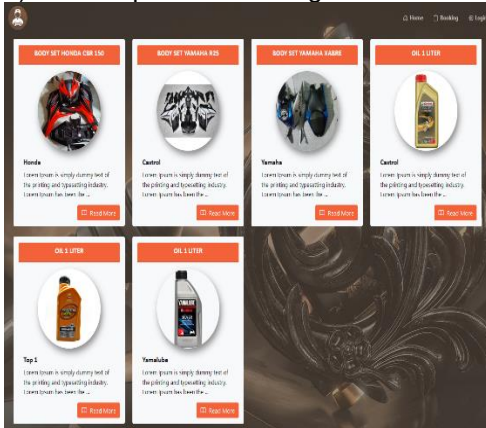 Home Booking Login
BODY SET HONDA CBR 150
Honda
Lorem Ipsum is simply dummy text of
the printing and typesetting industry.
Lorem Ipsum has been the ...
Read More
BODY SET YAMAHA R25
Castrol
Lorem Ipsum is simply dummy text of
the printing and typesetting industry.
Lorem Ipsum has been the ...
Read More
BODY SET YAMAHA XABRE
Yamaha
Lorem Ipsum is simply dummy text of
the printing and typesetting industry.
Lorem Ipsum has been the ...
Read More
OIL 1 LITER
Castrol
Lorem Ipsum is simply dummy text of
the printing and typesetting industry.
Lorem Ipsum has been the ...
Read More
OIL 1 LITER
Top 1
Lorem Ipsum is simply dummy text of
the printing and typesetting industry.
Lorem Ipsum has been the ...
Read More
OIL 1 LITER
YAMALUBE
Yamalube
Lorem Ipsum is simply dummy text of
the printing and typesetting industry.
Lorem Ipsum has been the ...
Read More